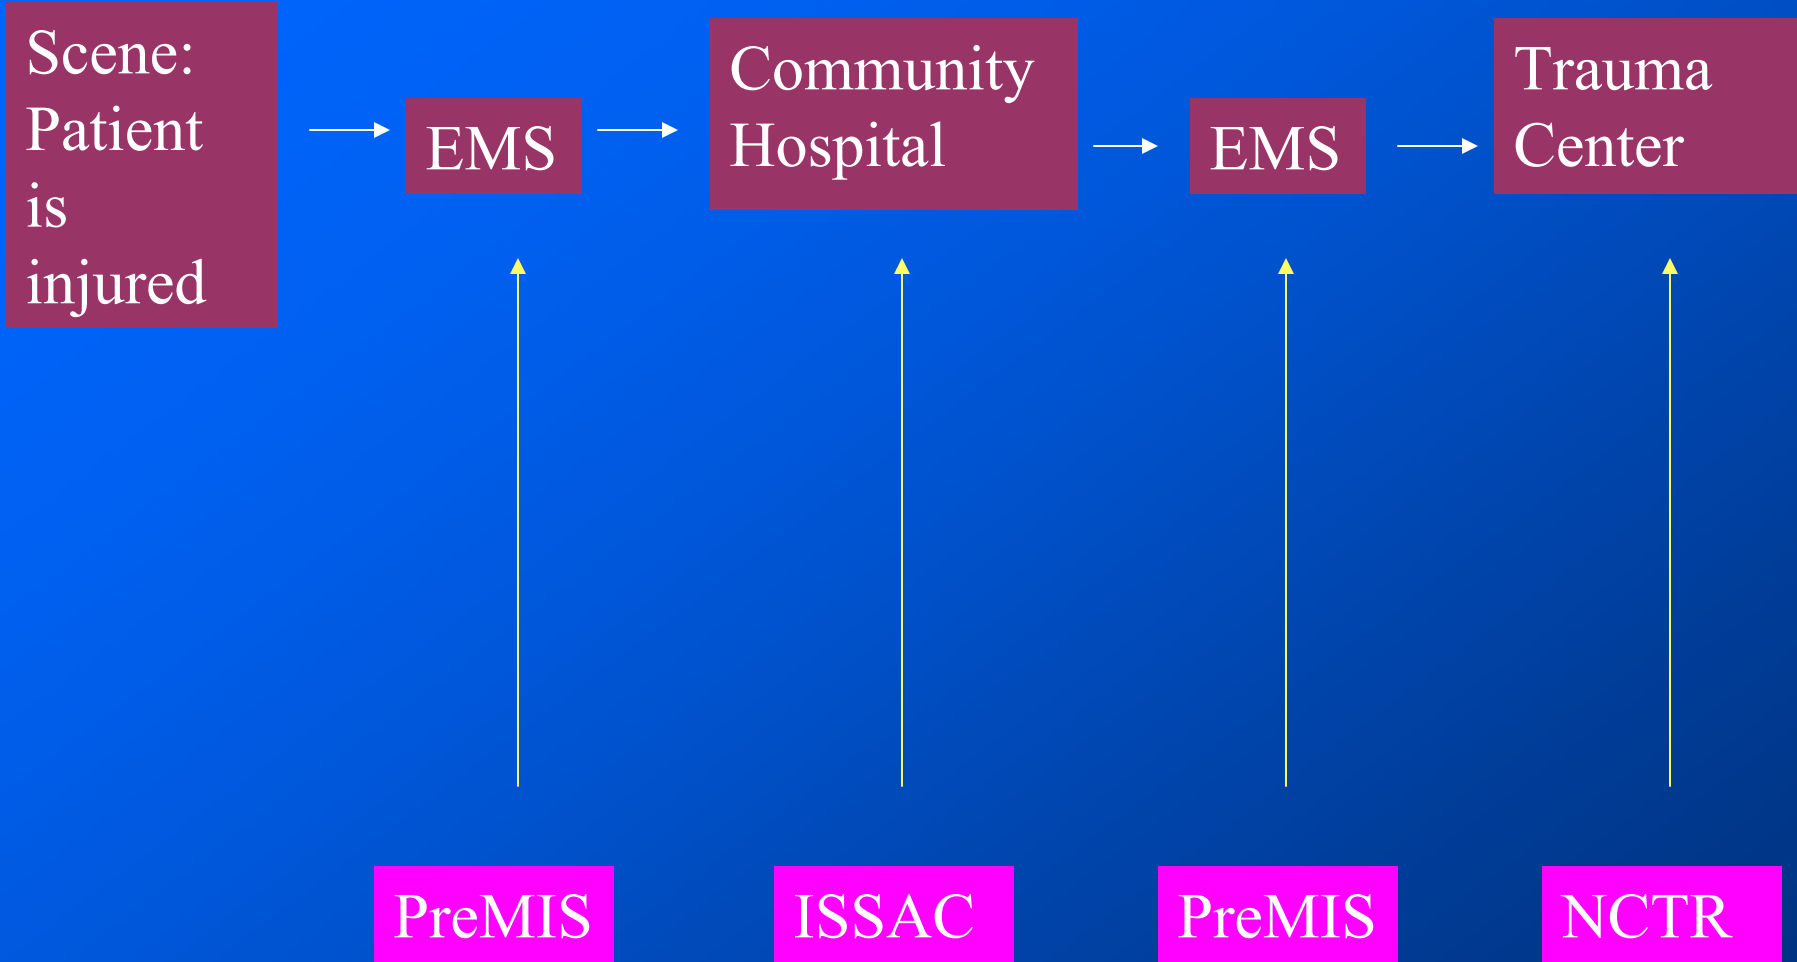 Scene:
Patient
is
injured
EMS
Community
Hospital
EMS
Trauma
Center
PreMIS
ISSAC
PreMIS
NCTR